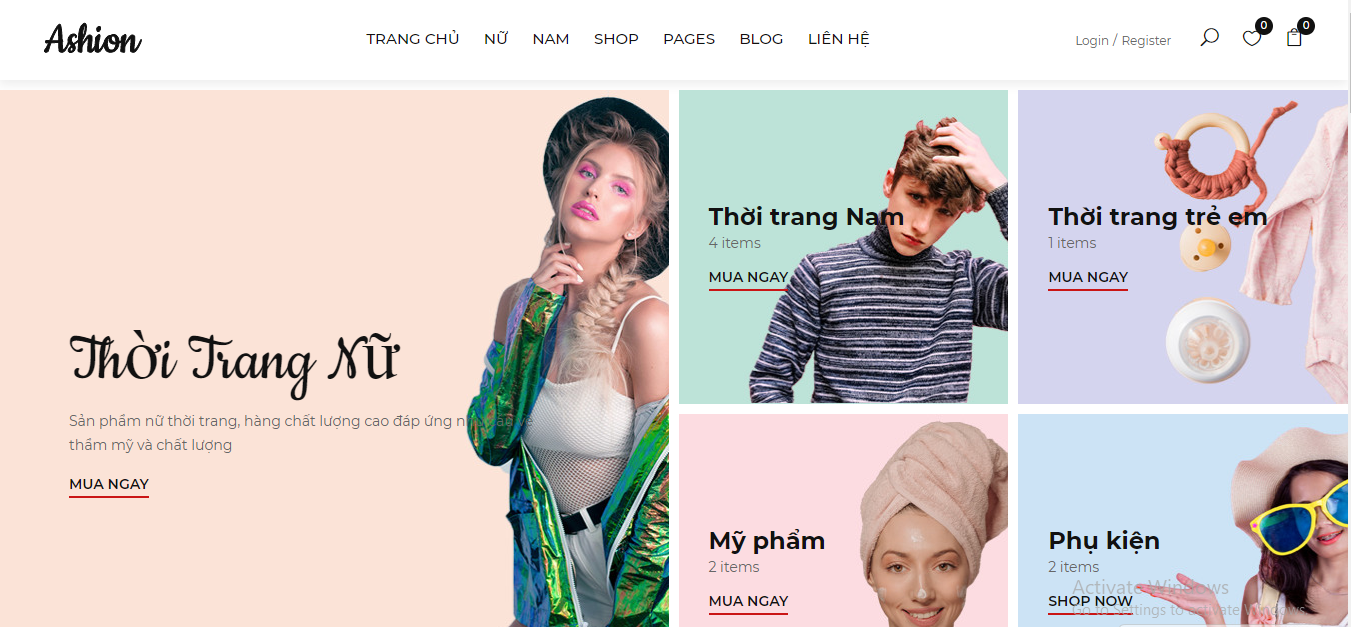 Ashion
TRANG CHỦ NỮ NAM SHOP PAGES BLOG LIÊN HỆ
Login / Register
0
0
Thời Trang Nữ
Sản phẩm nữ thời trang, hàng chất lượng cao đáp ứng
thẩm mỹ và chất lượng
MUA NGAY
Thời trang Nam
4 items
MUA NGAY
Thời trang trẻ em
1 items
MUA NGAY
Mỹ phẩm
2 items
MUA NGAY
Phụ kiện
2 items
SHOP NOW
Activate Windows
Go to Settings to activate Windows.